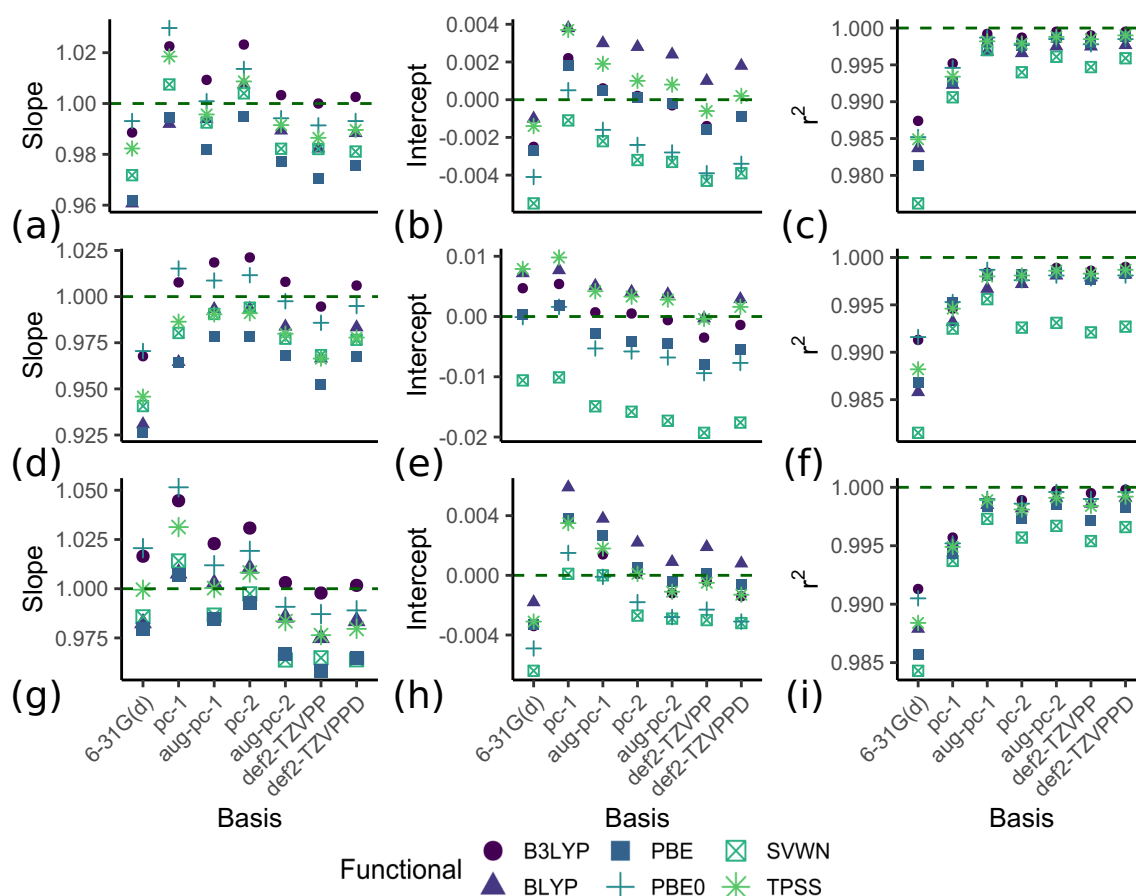 1.02
1.00
0.98
0.96
Slope
(a)
0.004
0.002
0.000
-0.002
-0.004
Intercept
(b)
1.000
0.995
0.990
0.985
0.980
r²
(c)
1.025
1.000
0.975
0.950
0.925
Slope
(d)
0.01
0.00
-0.01
-0.02
Intercept
(e)
1.000
0.995
0.990
0.985
r²
(f)
1.050
1.025
1.000
0.975
Slope
(g)
0.004
0.000
-0.004
Intercept
(h)
1.000
0.995
0.990
0.985
r²
(i)
6-31G(d)
pc-1
aug-pc-1
pc-2
aug-pc-2
def2-TZVPP
def2-TZVPPD
Basis
6-31G(d)
pc-1
aug-pc-1
pc-2
aug-pc-2
def2-TZVPP
def2-TZVPPD
Basis
6-31G(d)
pc-1
aug-pc-1
pc-2
aug-pc-2
def2-TZVPP
def2-TZVPPD
Basis
Functional
B3LYP
PBE
SVWN
BLYP
PBE0
TPSS